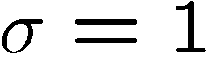 σ = 1